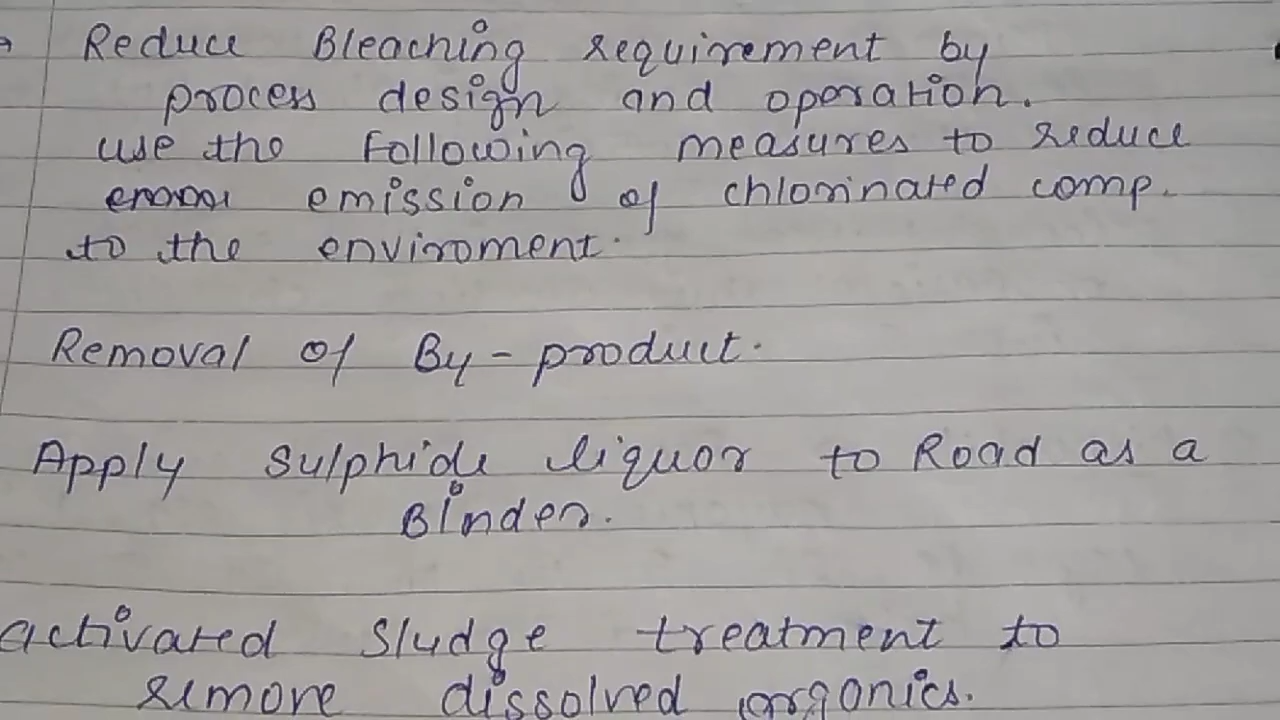 Reduce Bleaching requirement by
process design and operation.
use the following measures to reduce
emission of chlorinated comp.
to the enviroment.
Removal of By-product.
Apply sulphide liquor to Road as a
Binder.
activated sludge treatment to
remove dissolved organics.